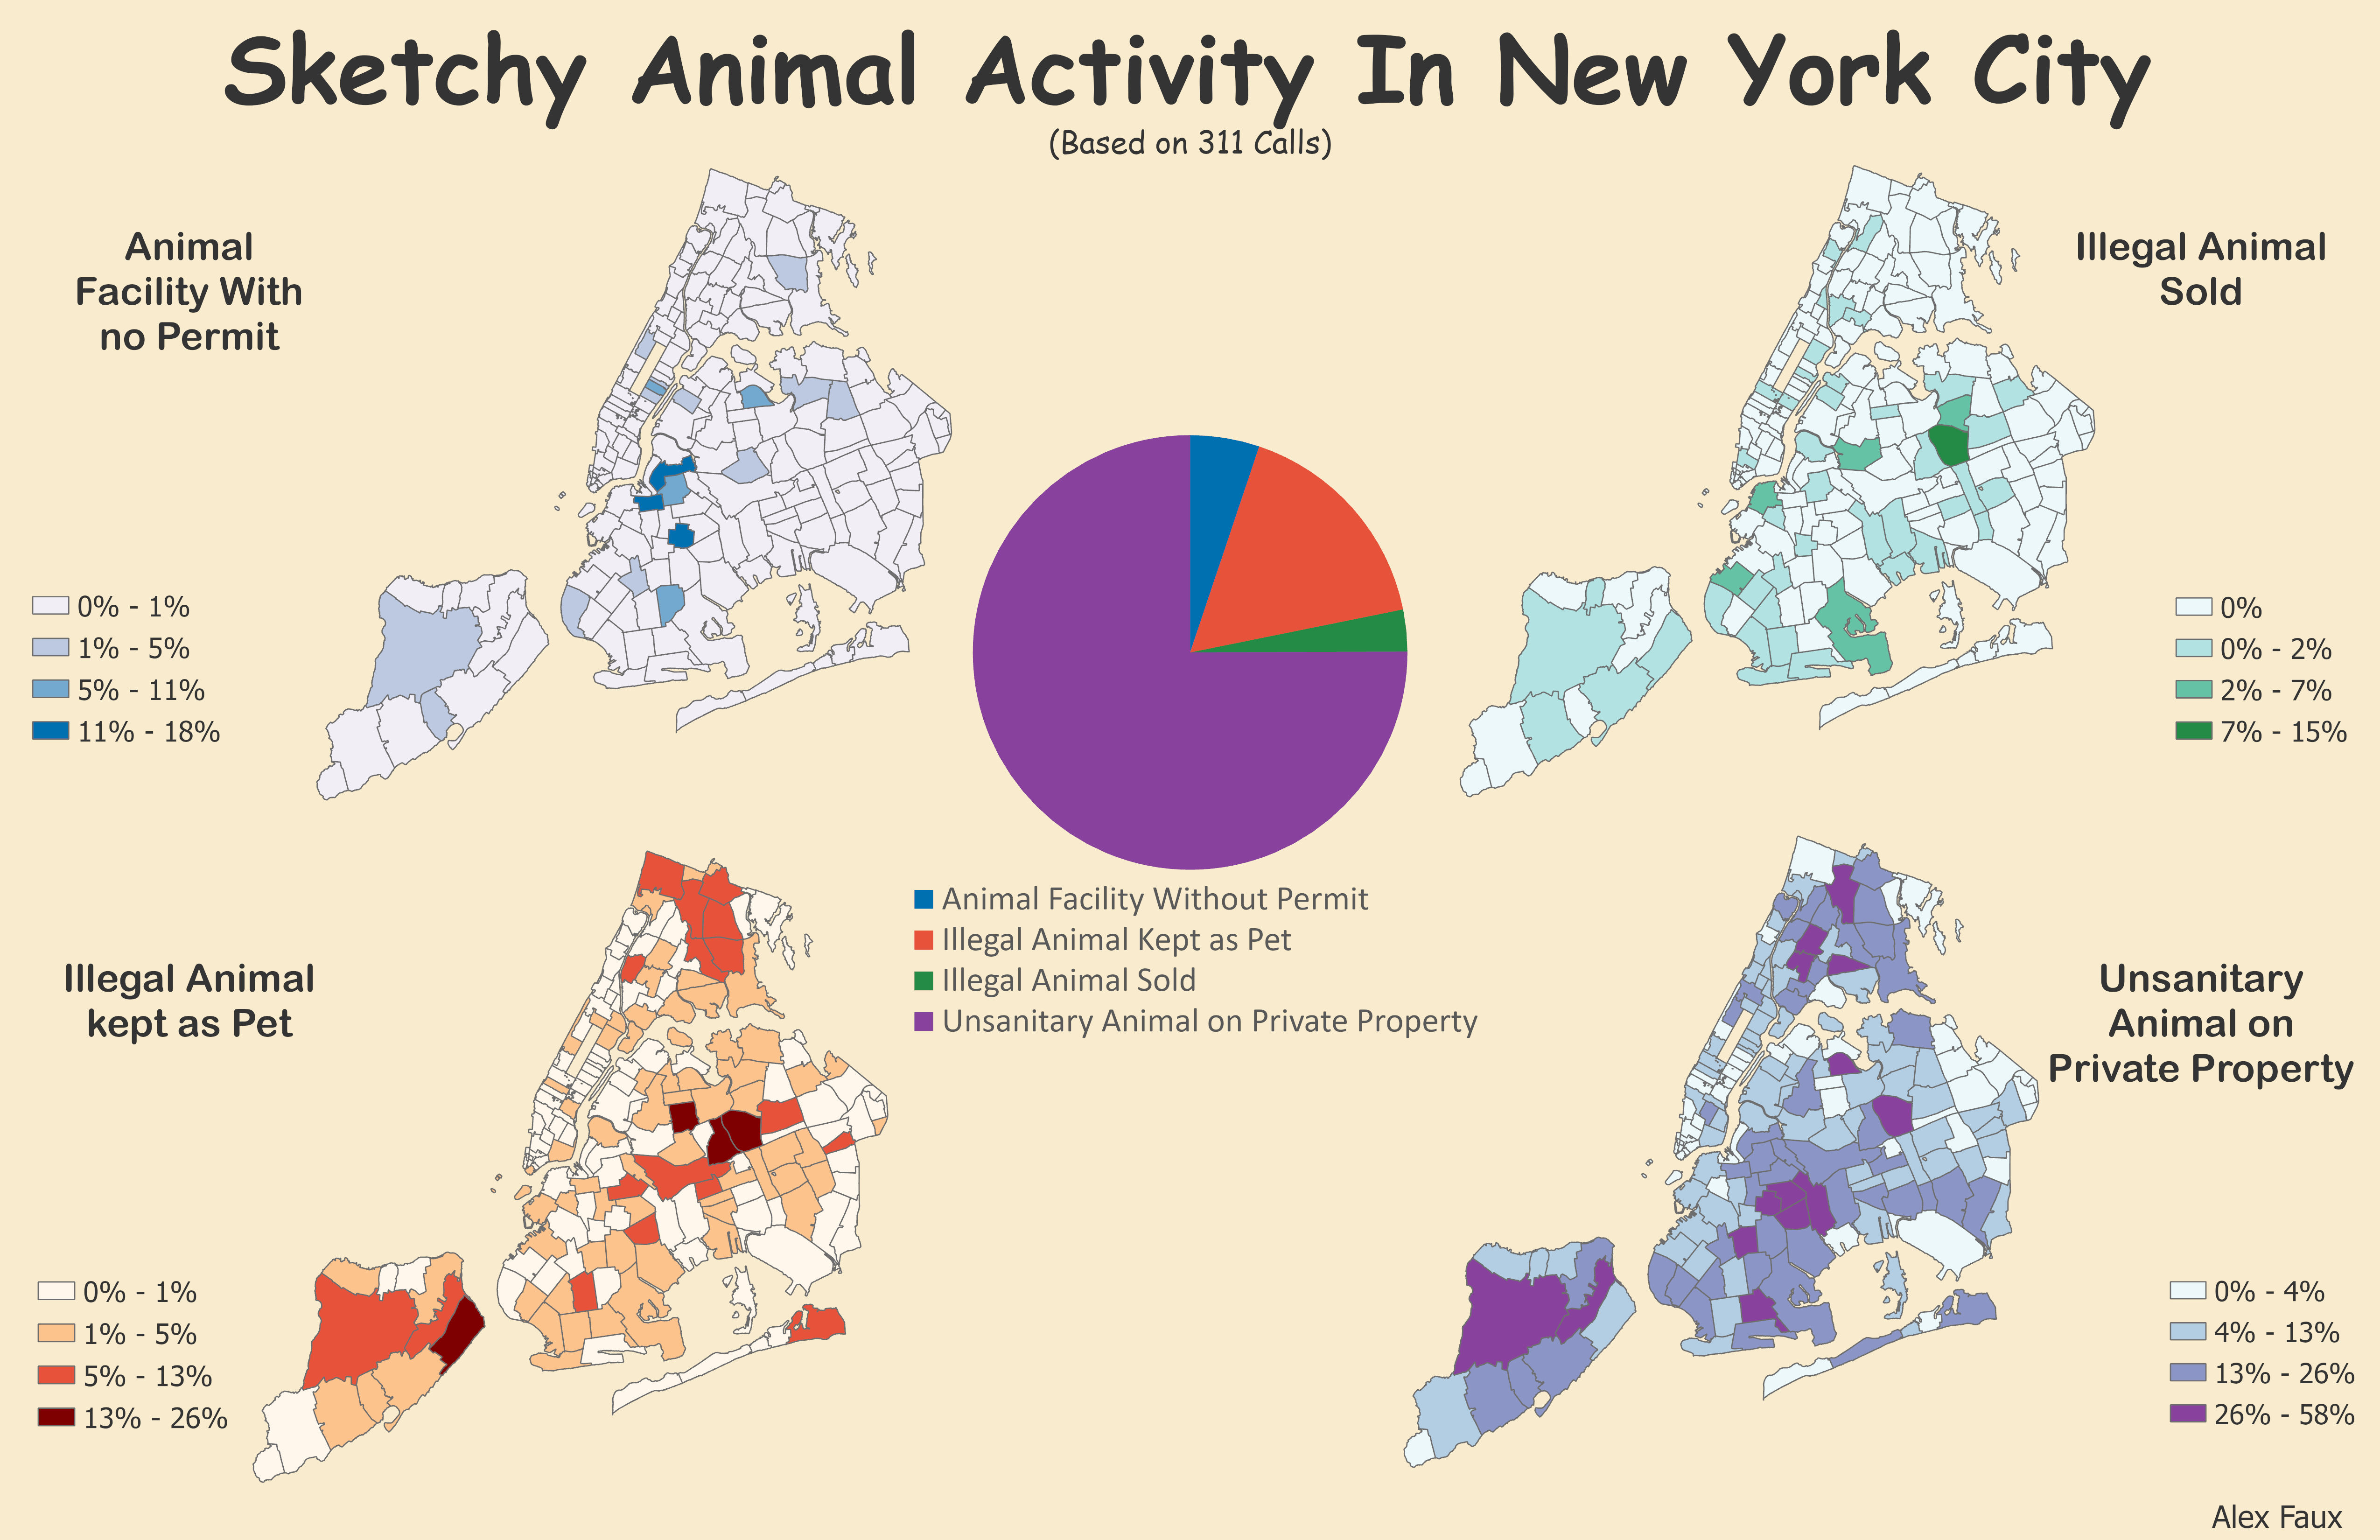 Sketchy Animal Activity In New York City
(Based on 311 Calls)
Animal
Facility With
no Permit
0% - 1%
1% - 5%
5% - 11%
11% - 18%
Illegal Animal
Sold
0%
0% - 2%
2% - 7%
7% - 15%
Animal Facility Without Permit
Illegal Animal Kept as Pet
Illegal Animal Sold
Unsanitary Animal on Private Property
Illegal Animal
kept as Pet
0% - 1%
1% - 5%
5% - 13%
13% - 26%
Unsanitary
Animal on
Private Property
0% - 4%
4% - 13%
13% - 26%
26% - 58%
Alex Faux